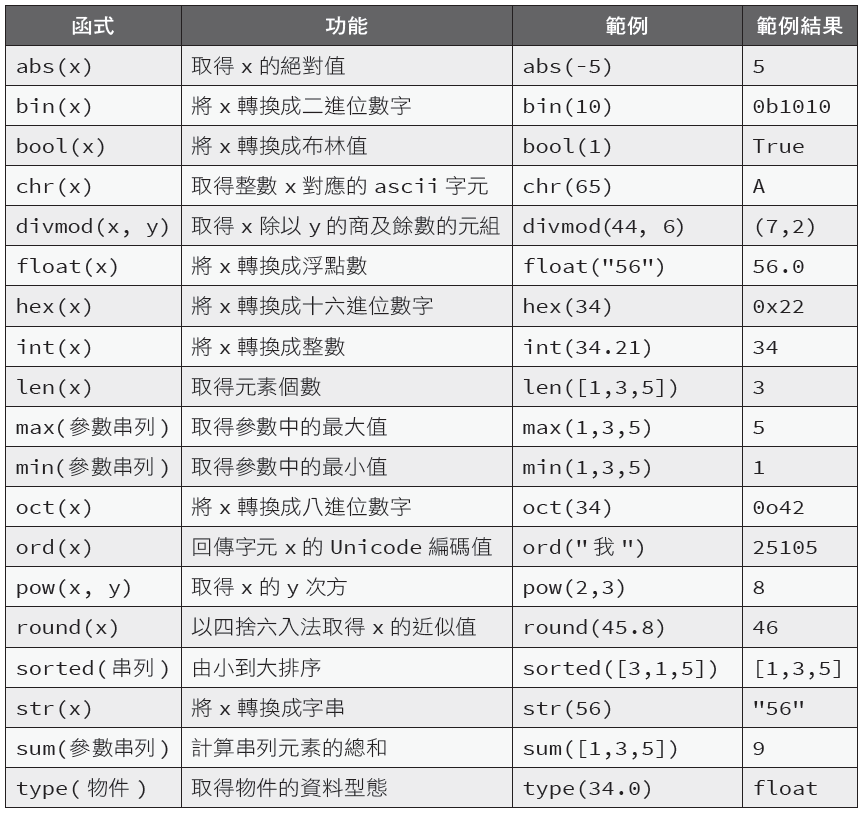 函式 功能 範例 範例結果
abs(x) 取得 x 的絕對值 abs(-5) 5
bin(x) 將 x 轉換成二進位數字 bin(10) 0b1010
bool(x) 將 x 轉換成布林值 bool(1) True
chr(x) 取得整數 x 對應的 ascii 字元 chr(65) A
divmod(x, y) 取得 x 除以 y 的商及餘數的元組 divmod(44, 6) (7,2)
float(x) 將 x 轉換成浮點數 float("56") 56.0
hex(x) 將 x 轉換成十六進位數字 hex(34) 0x22
int(x) 將 x 轉換成整數 int(34.21) 34
len(x) 取得元素個數 len([1,3,5]) 3
max(參數串列) 取得參數中的最大值 max(1,3,5) 5
min(參數串列) 取得參數中的最小值 min(1,3,5) 1
oct(x) 將 x 轉換成八進位數字 oct(34) 0o42
ord(x) 回傳字元 x 的 Unicode 編碼值 ord("我") 25105
pow(x, y) 取得 x 的 y 次方 pow(2,3) 8
round(x) 以四捨六入法取得 x 的近似值 round(45.8) 46
sorted(串列) 由小到大排序 sorted([3,1,5]) [1,3,5]
str(x) 將 x 轉換成字串 str(56) "56"
sum(參數串列) 計算串列元素的總和 sum([1,3,5]) 9
type(物件) 取得物件的資料型態 type(34.0) float